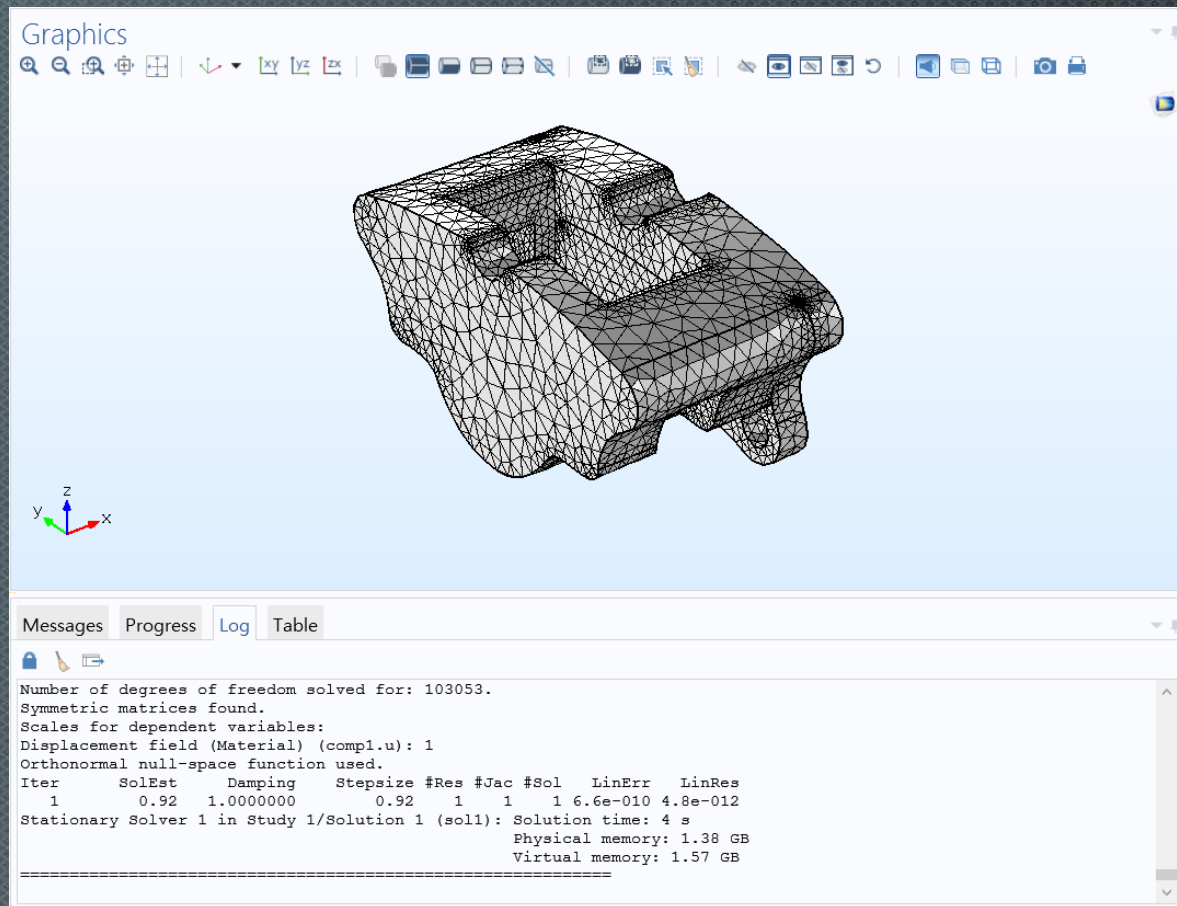 Graphics
xy yz zx
z
y
x
Messages Progress Log Table
Number of degrees of freedom solved for: 103053.
Symmetric matrices found.
Scales for dependent variables:
Displacement field (Material) (comp1.u): 1
Orthonormal null-space function used.
Iter SolEst Damping Stepsize #Res #Jac #Sol LinErr LinRes
1 0.92 1.0000000 0.92 1 1 1 6.6e-010 4.8e-012
Stationary Solver 1 in Study 1/Solution 1 (sol1): Solution time: 4 s
Physical memory: 1.38 GB
Virtual memory: 1.57 GB
============================================================